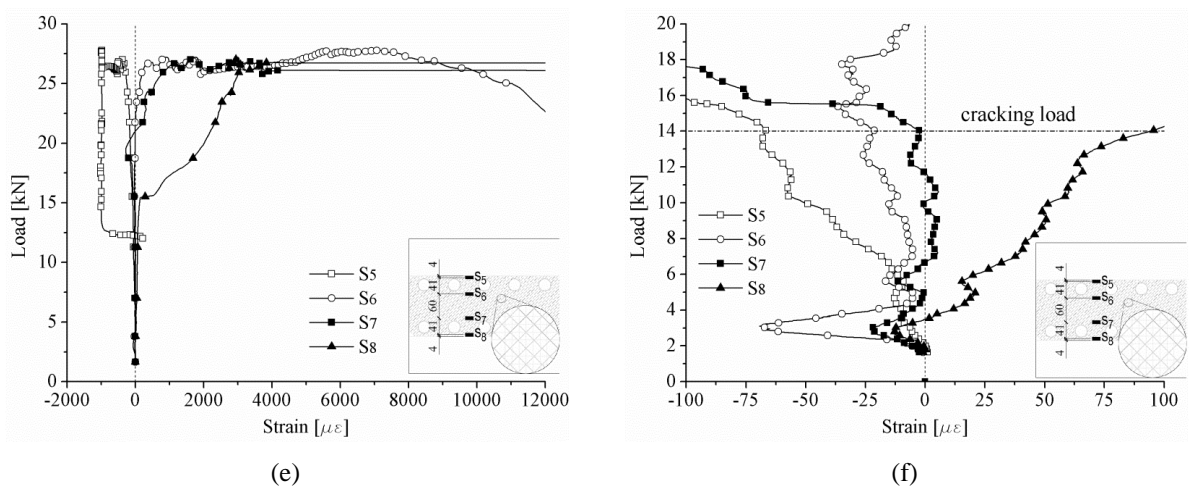 30
25
20
15
10
5
0
Load [kN]
-2000
0
2000
4000
6000
8000
10000
12000
Strain [με]
S5
S6
S7
S8
4
41
60
41
4
S5
S6
S7
S8
(e)
20
18
16
14
12
10
8
6
4
2
0
Load [kN]
-100
-75
-50
-25
0
25
50
75
100
Strain [με]
cracking load
S5
S6
S7
S8
4
41
60
41
4
S5
S6
S7
S8
(f)